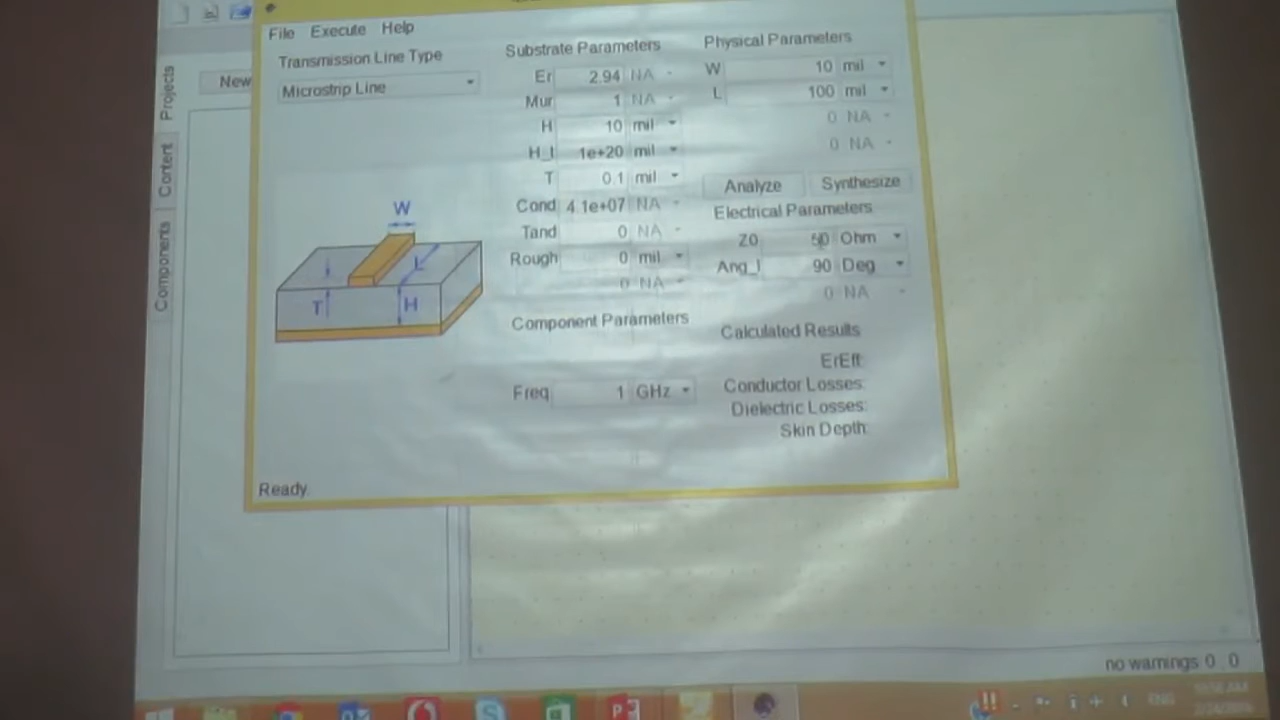 File Execute Help
Transmission Line Type
Microstrip Line
Substrate Parameters
Er 2.94 NA
Mur 1 NA
H 10 mil
H_t 1e+20 mil
T 0.1 mil
Cond 4.1e+07 NA
Tand 0 NA
Rough 0 mil
0 NA
Component Parameters
Freq 1 GHz
Physical Parameters
W 10 mil
L 100 mil
0 NA
0 NA
Analyze Synthesize
Electrical Parameters
Z0 50 Ohm
Ang_l 90 Deg
0 NA
Calculated Results
ErEff:
Conductor Losses:
Dielectric Losses:
Skin Depth:
W
L
T
H
Ready.
New
Projects
Content
Components
no warnings 0 : 0
ENG